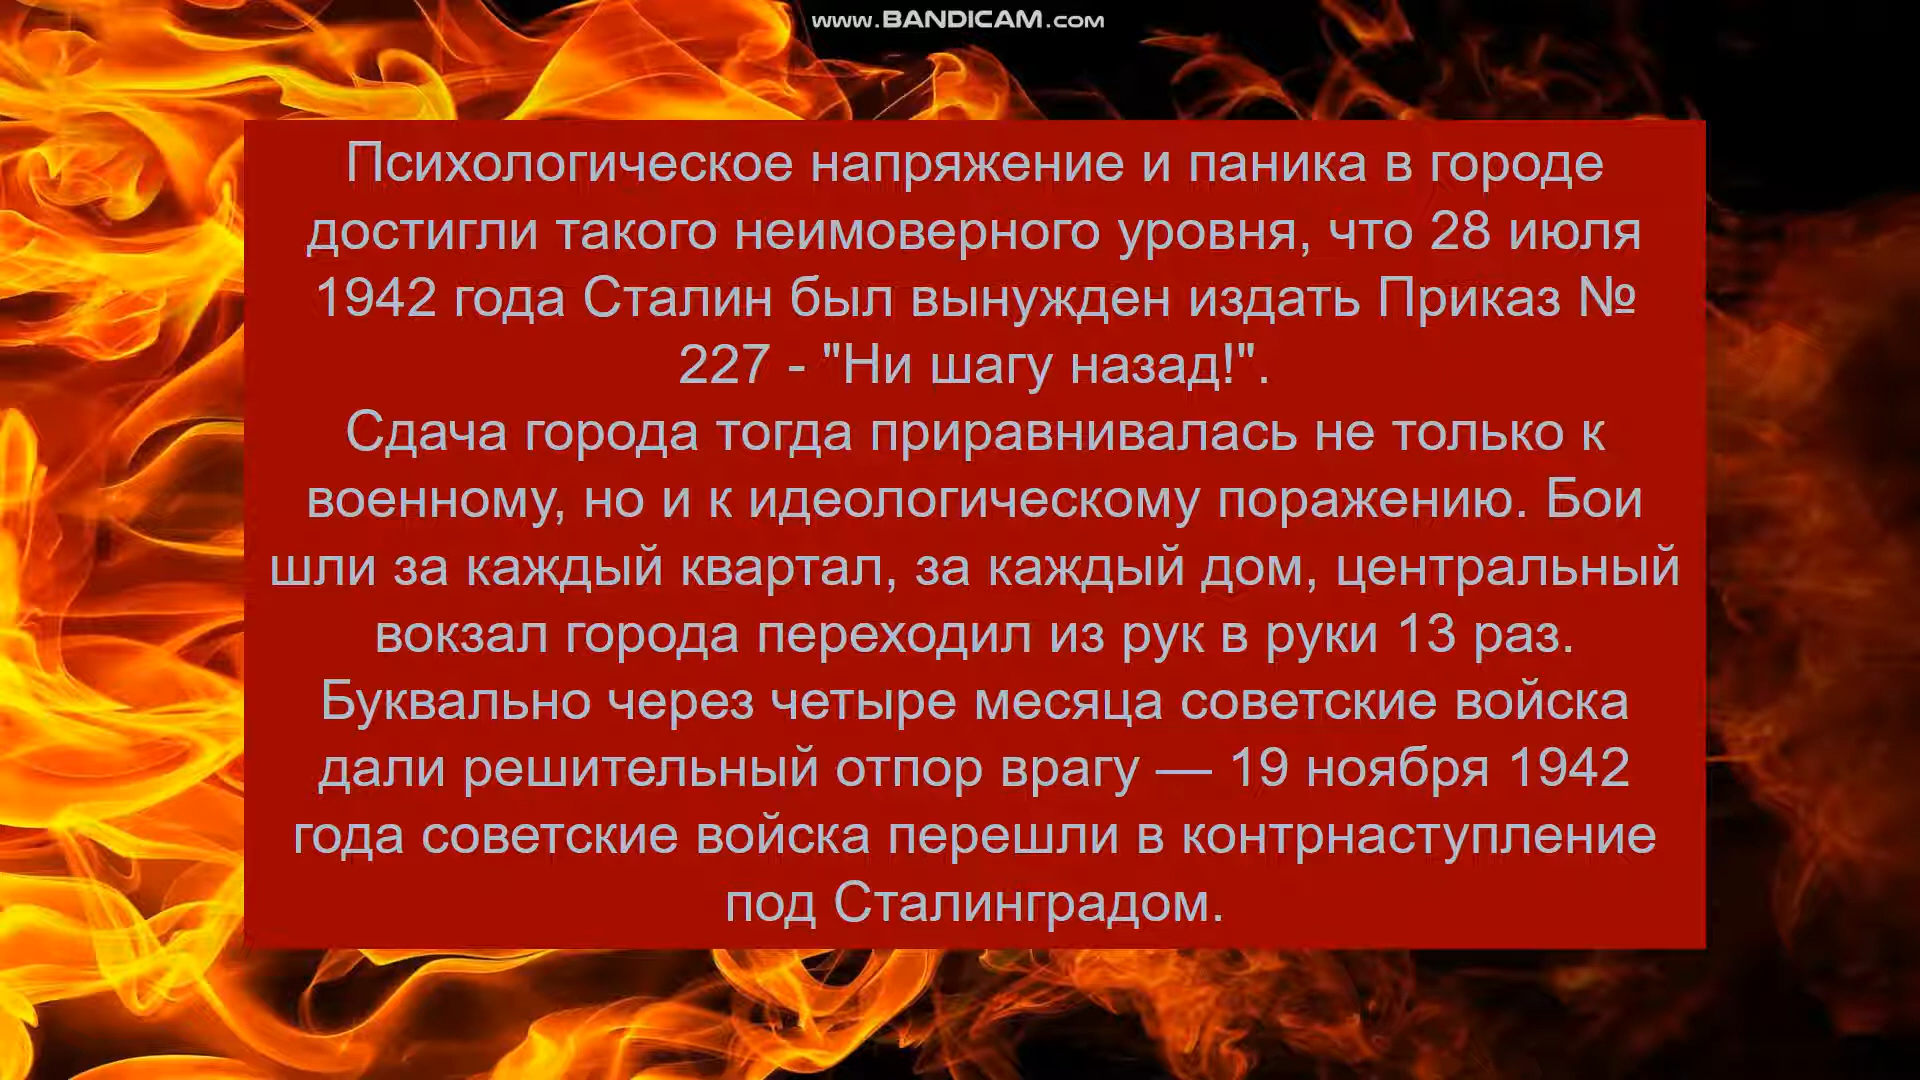 www.BANDICAM.com
Психологическое напряжение и паника в городе
достигли такого неимоверного уровня, что 28 июля
1942 года Сталин был вынужден издать Приказ №
227 - "Ни шагу назад!".
Сдача города тогда приравнивалась не только к
военному, но и к идеологическому поражению. Бои
шли за каждый квартал, за каждый дом, центральный
вокзал города переходил из рук в руки 13 раз.
Буквально через четыре месяца советские войска
дали решительный отпор врагу — 19 ноября 1942
года советские войска перешли в контрнаступление
под Сталинградом.